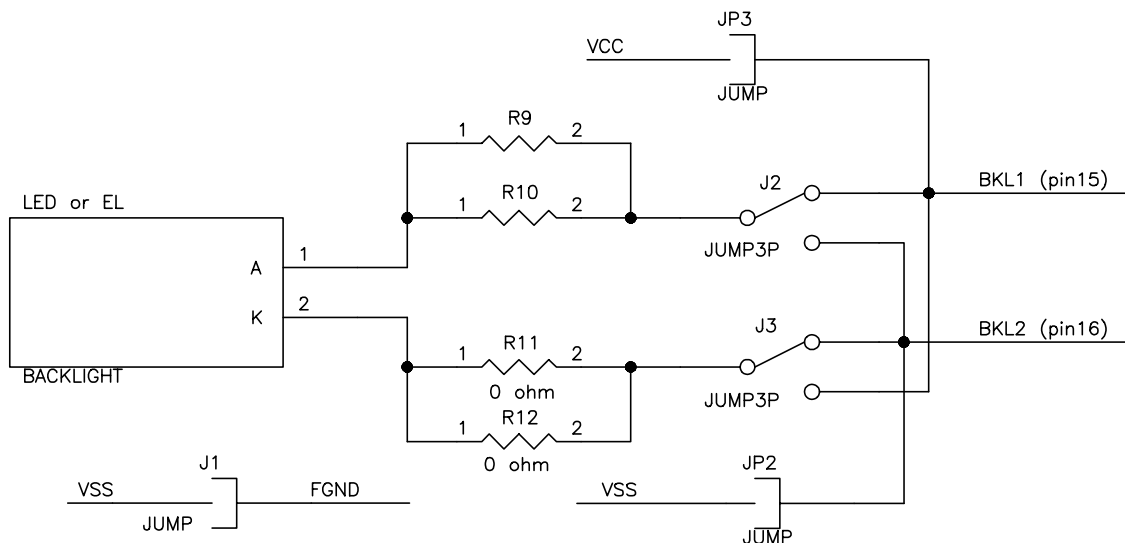 JP3
VCC
JUMP
R9
1 2
LED or EL
R10
1 2
J2
BKL1 (pin15)
A 1
JUMP3P
K 2
J3
BKL2 (pin16)
R11
1 2
0 ohm
BACKLIGHT
JUMP3P
R12
1 2
0 ohm
J1
VSS FGND
JUMP
JP2
VSS
JUMP